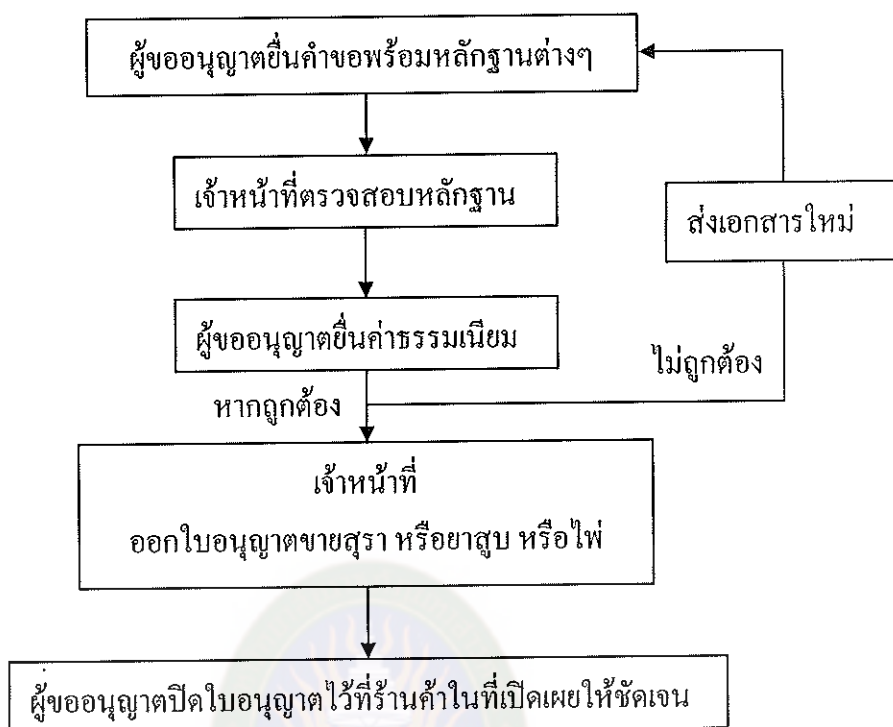 ผู้ขออนุญาตยื่นคำขอพร้อมหลักฐานต่างๆ
เจ้าหน้าที่ตรวจสอบหลักฐาน
ส่งเอกสารใหม่
ผู้ขออนุญาตยื่นค่าธรรมเนียม
ไม่ถูกต้อง
หากถูกต้อง
เจ้าหน้าที่
ออกใบอนุญาตขายสุรา หรือยาสูบ หรือไพ่
ผู้ขออนุญาตปิดใบอนุญาตไว้ที่ร้านค้าในที่เปิดเผยให้ชัดเจน